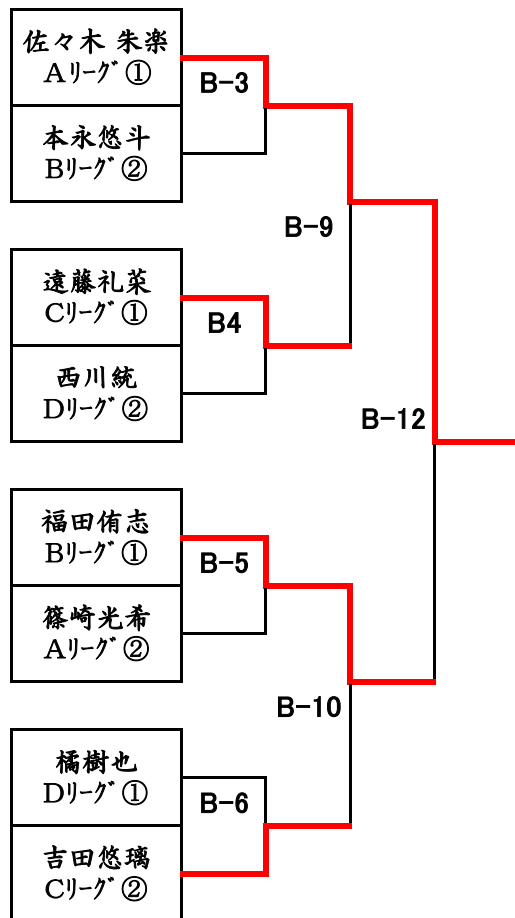 佐々木 朱楽
Aリーグ①
B-3
本永悠斗
Bリーグ②
B-9
遠藤礼菜
Cリーグ①
B4
西川統
Dリーグ②
B-12
福田侑志
Bリーグ①
B-5
篠崎光希
Aリーグ②
B-10
橘樹也
Dリーグ①
B-6
吉田悠璃
Cリーグ②